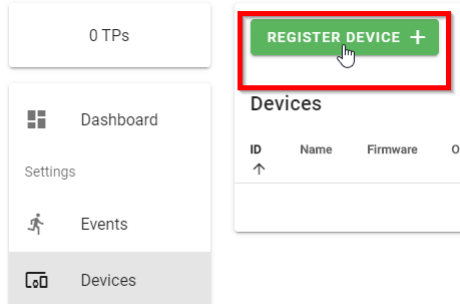 0 TPs
Dashboard
Settings
Events
Devices
REGISTER DEVICE +
Devices
ID Name Firmware